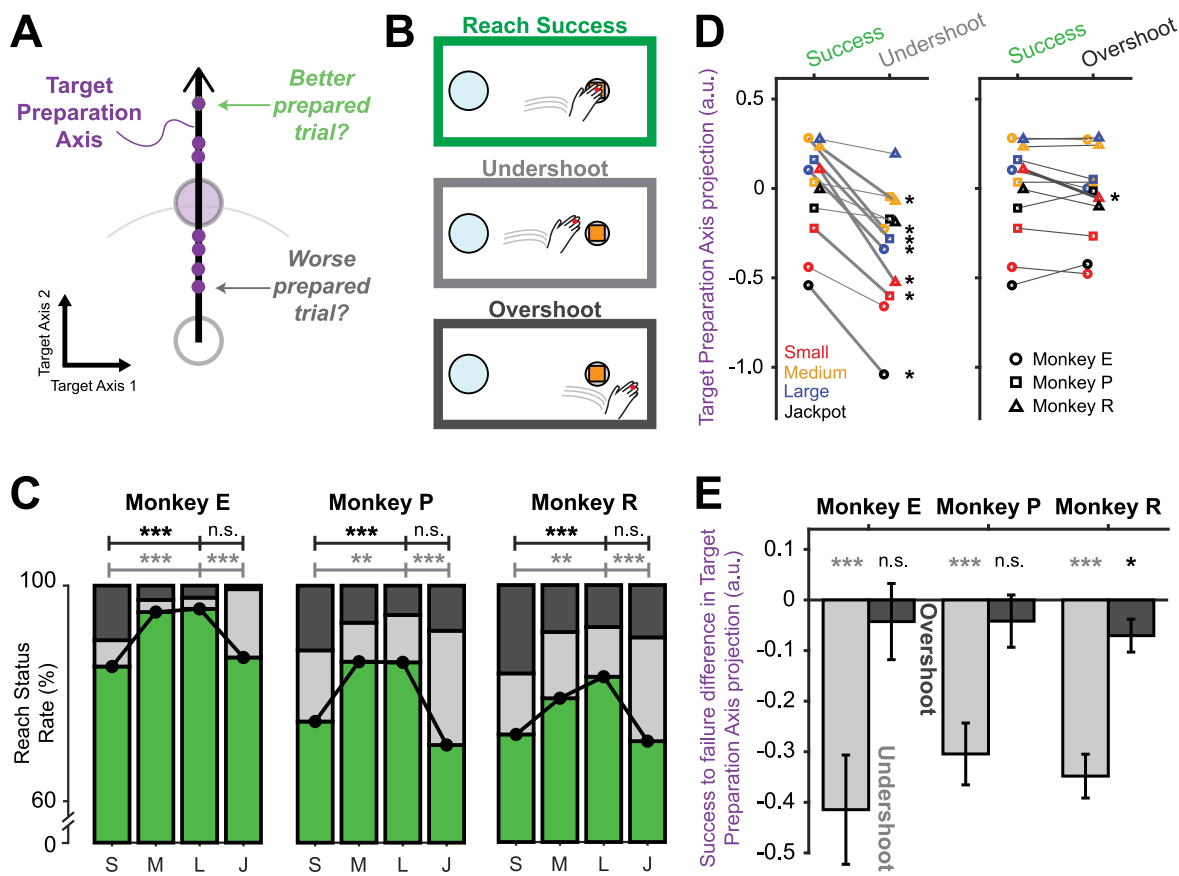 A
Target
Preparation
Axis
Better
prepared
trial?
Worse
prepared
trial?
Target Axis 2
Target Axis 1
B
Reach Success
Undershoot
Overshoot
C
Monkey E
Monkey P
Monkey R
*** n.s.
*** ***
*** n.s.
** ***
*** n.s.
** ***
Reach Status
Rate (%)
100
60
0
S M L J
S M L J
S M L J
D
Target Preparation Axis projection (a.u.)
Success
Undershoot
Success
Overshoot
0.5
0
-0.5
-1.0
*
*
*
*
*
*
*
*
Small
Medium
Large
Jackpot
Monkey E
Monkey P
Monkey R
E
Monkey E
Monkey P
Monkey R
Success to failure difference in Target
Preparation Axis projection (a.u.)
0.1
0
-0.1
-0.2
-0.3
-0.4
-0.5
*** n.s.
*** n.s.
*** *
Overshoot
Undershoot